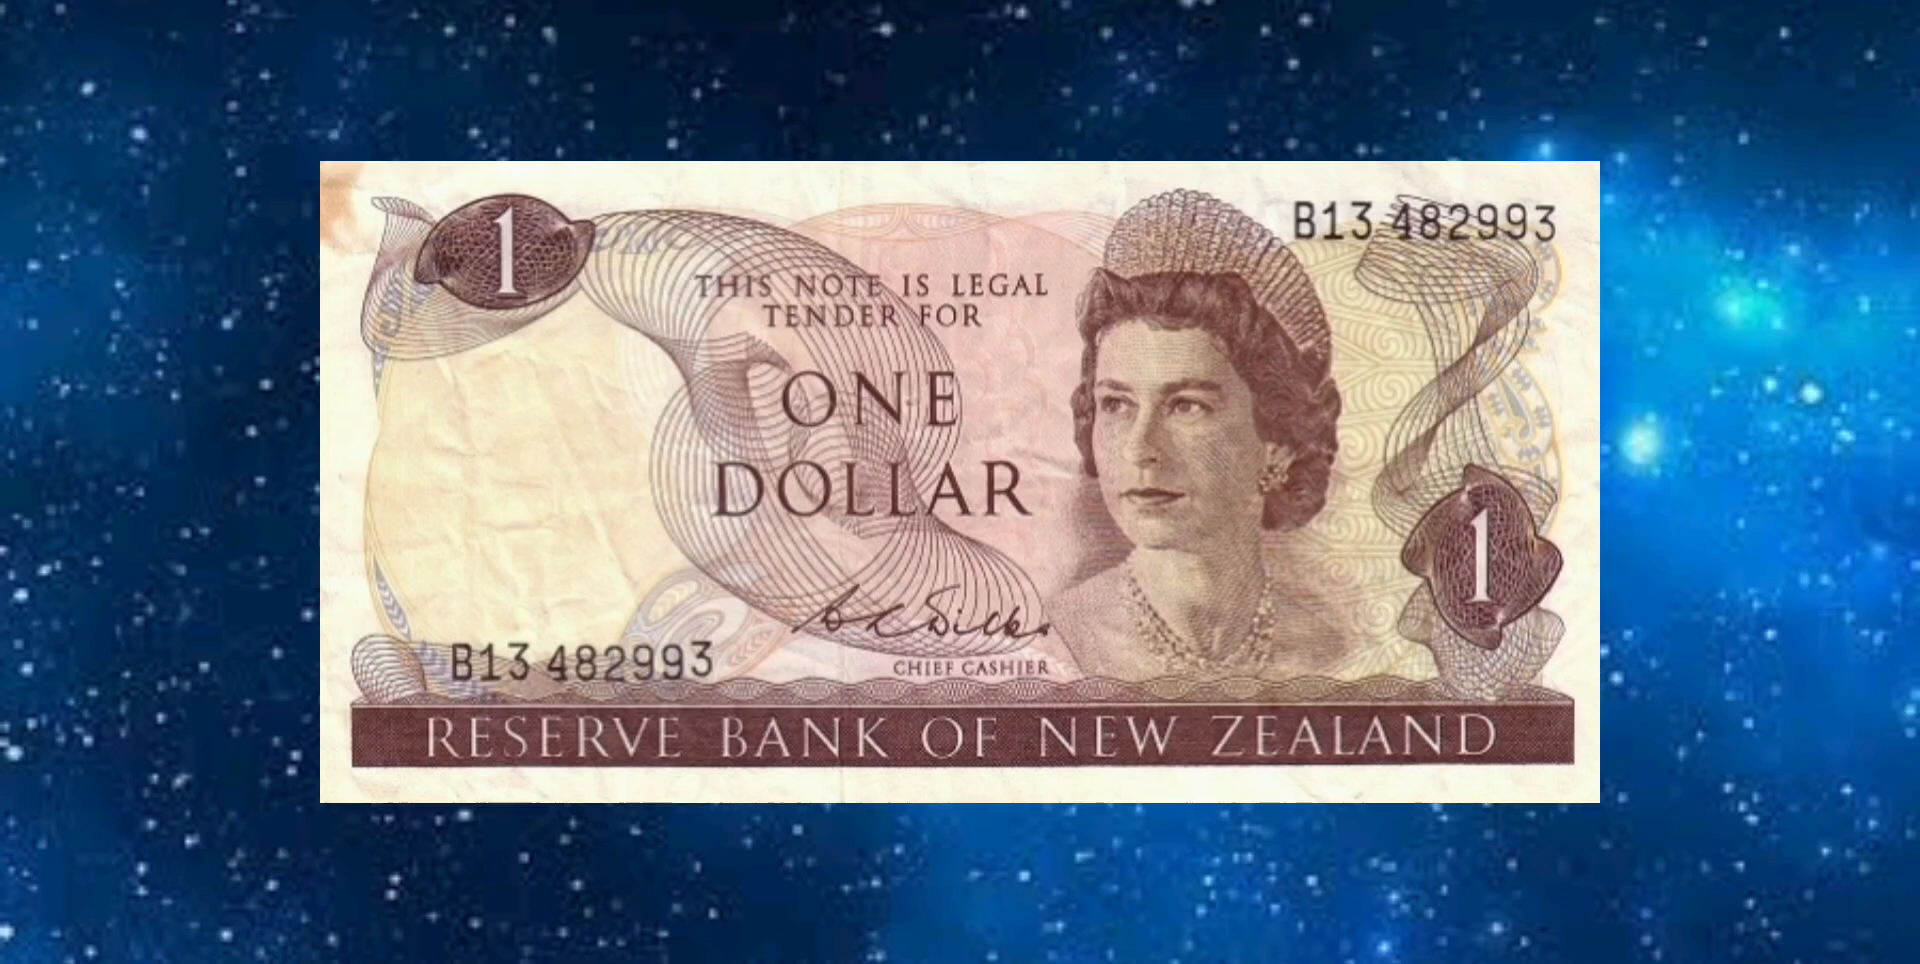 1
B13 482993
THIS NOTE IS LEGAL
TENDER FOR
ONE
DOLLAR
1
B13 482993
CHIEF CASHIER
RESERVE BANK OF NEW ZEALAND